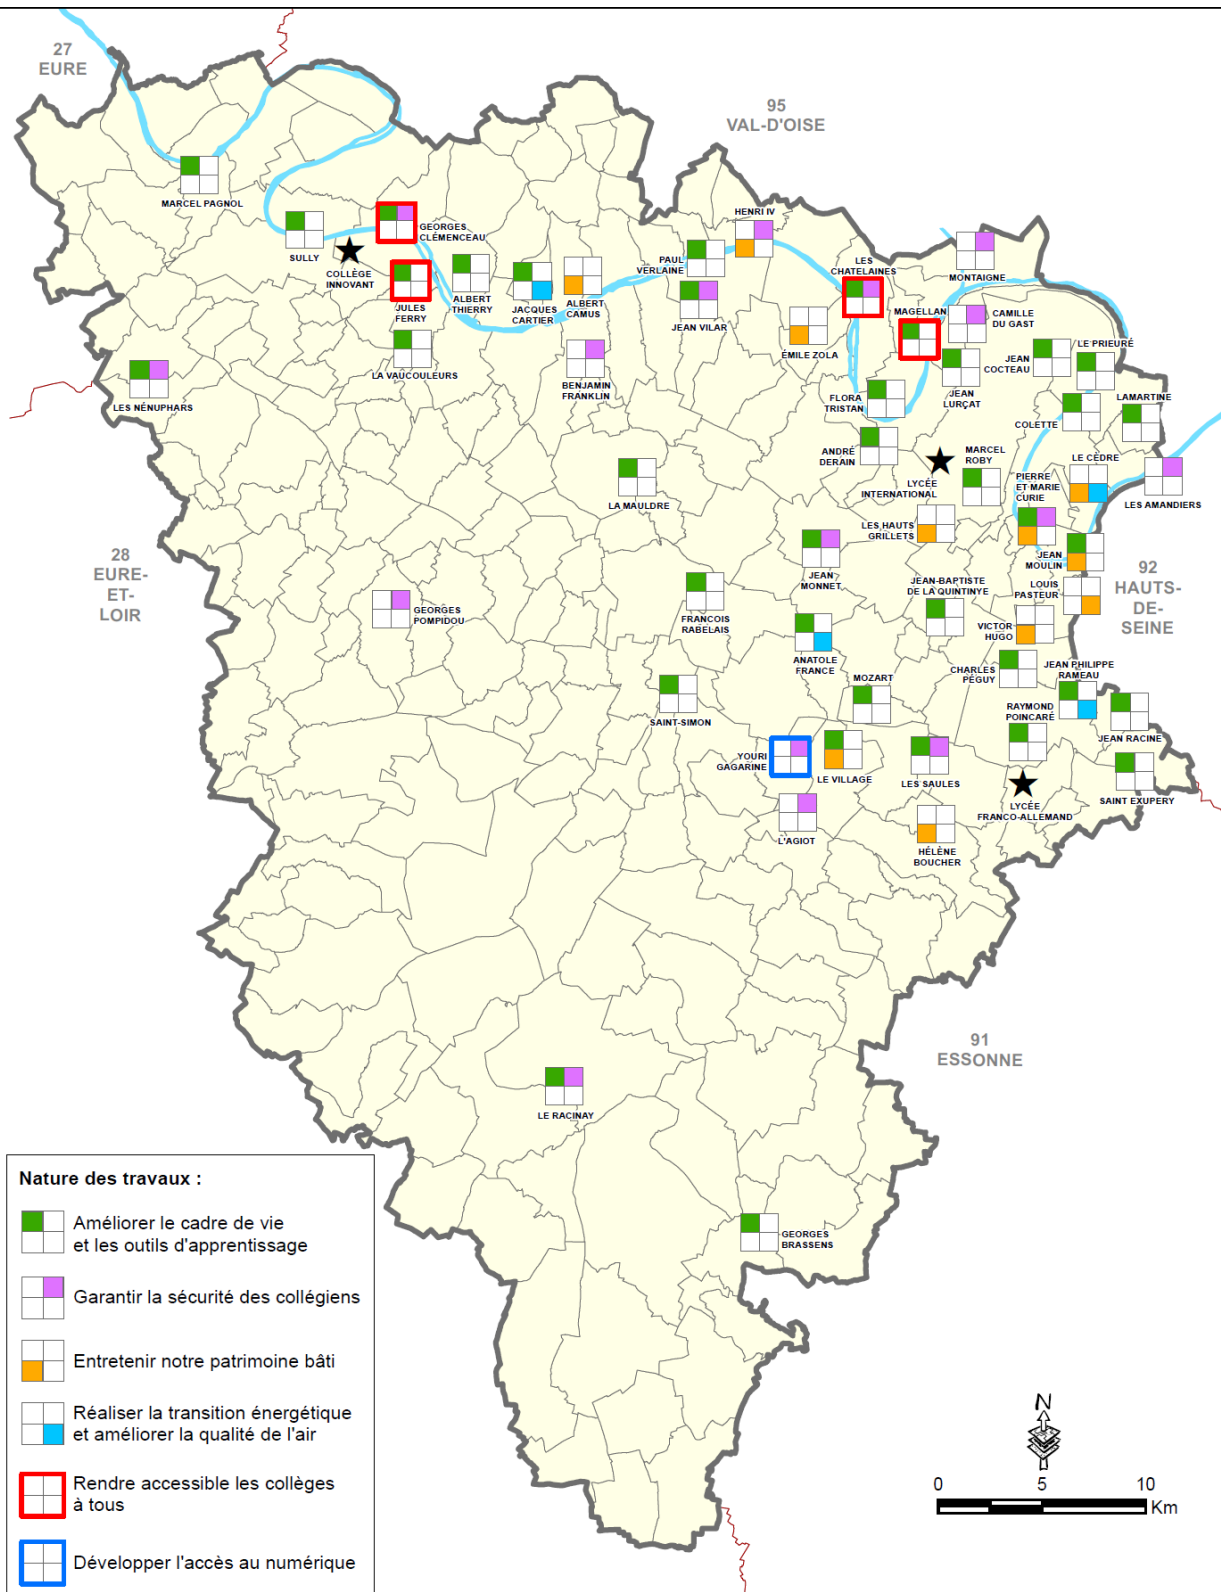 27
EURE
95
VAL-D'OISE
MARCEL PAGNOL
SULLY
COLLÈGE
INNOVANT
GEORGES
CLÉMENCEAU
JULES
FERRY
ALBERT
THIERRY
JACQUES
CARTIER
ALBERT
CAMUS
PAUL
VERLAINE
HENRI IV
JEAN VILAR
LES
CHATELAINES
MONTAIGNE
MAGELLAN
CAMILLE
DU GAST
ÉMILE ZOLA
LE PRIEURÉ
JEAN
COCTEAU
LA VAUCOULEURS
LES NÉNUPHARS
BENJAMIN
FRANKLIN
JEAN
LURÇAT
FLORA
TRISTAN
LAMARTINE
COLETTE
ANDRÉ
DERAIN
MARCEL
ROBY
LE CÈDRE
LYCÉE
INTERNATIONAL
PIERRE
ET MARIE
CURIE
LES AMANDIERS
LA MAULDRE
LES HAUTS
GRILLETS
JEAN
MOULIN
28
EURE-
ET-
LOIR
JEAN
MONNET
JEAN-BAPTISTE
DE LA QUINTINYE
LOUIS
PASTEUR
92
HAUTS-
DE-
SEINE
GEORGES
POMPIDOU
FRANCOIS
RABELAIS
VICTOR
HUGO
ANATOLE
FRANCE
CHARLES
PÉGUY
JEAN PHILIPPE
RAMEAU
MOZART
SAINT-SIMON
RAYMOND
POINCARÉ
JEAN RACINE
YOURI
GAGARINE
LE VILLAGE
LES SAULES
SAINT EXUPERY
LYCÉE
FRANCO-ALLEMAND
L'AGIOT
HÉLÈNE
BOUCHER
91
ESSONNE
LE RACINAY
GEORGES
BRASSENS
Nature des travaux :
Améliorer le cadre de vie
et les outils d'apprentissage
Garantir la sécurité des collégiens
Entretenir notre patrimoine bâti
Réaliser la transition énergétique
et améliorer la qualité de l'air
Rendre accessible les collèges
à tous
Développer l'accès au numérique
N
0 5 10
Km